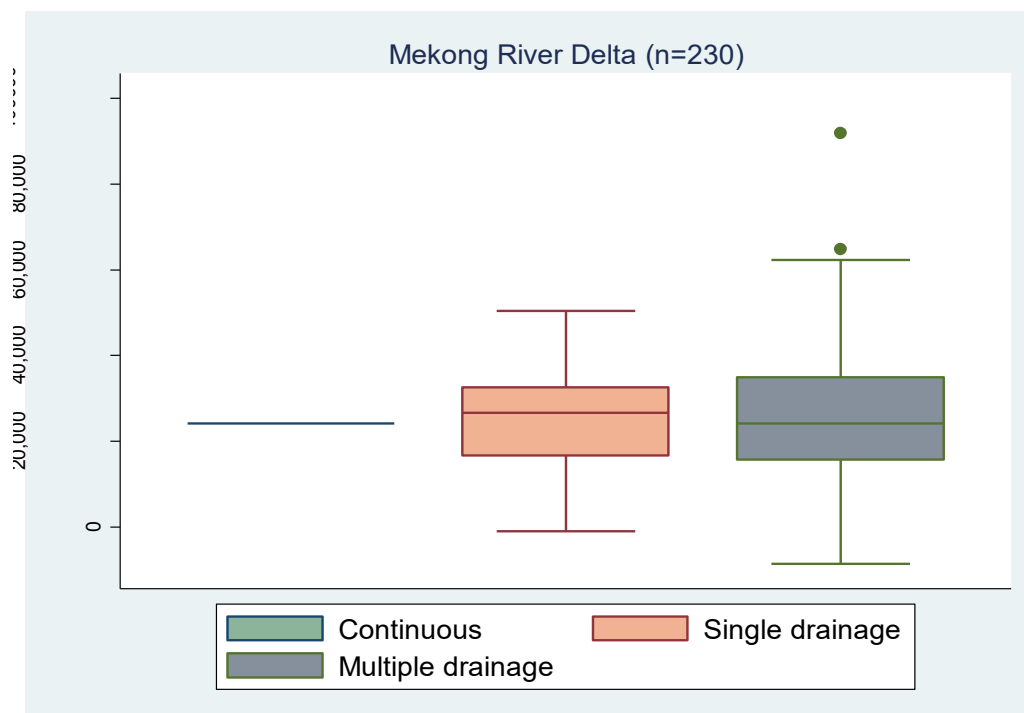 Mekong River Delta (n=230)
80,000
60,000
40,000
20,000
0
Continuous
Single drainage
Multiple drainage